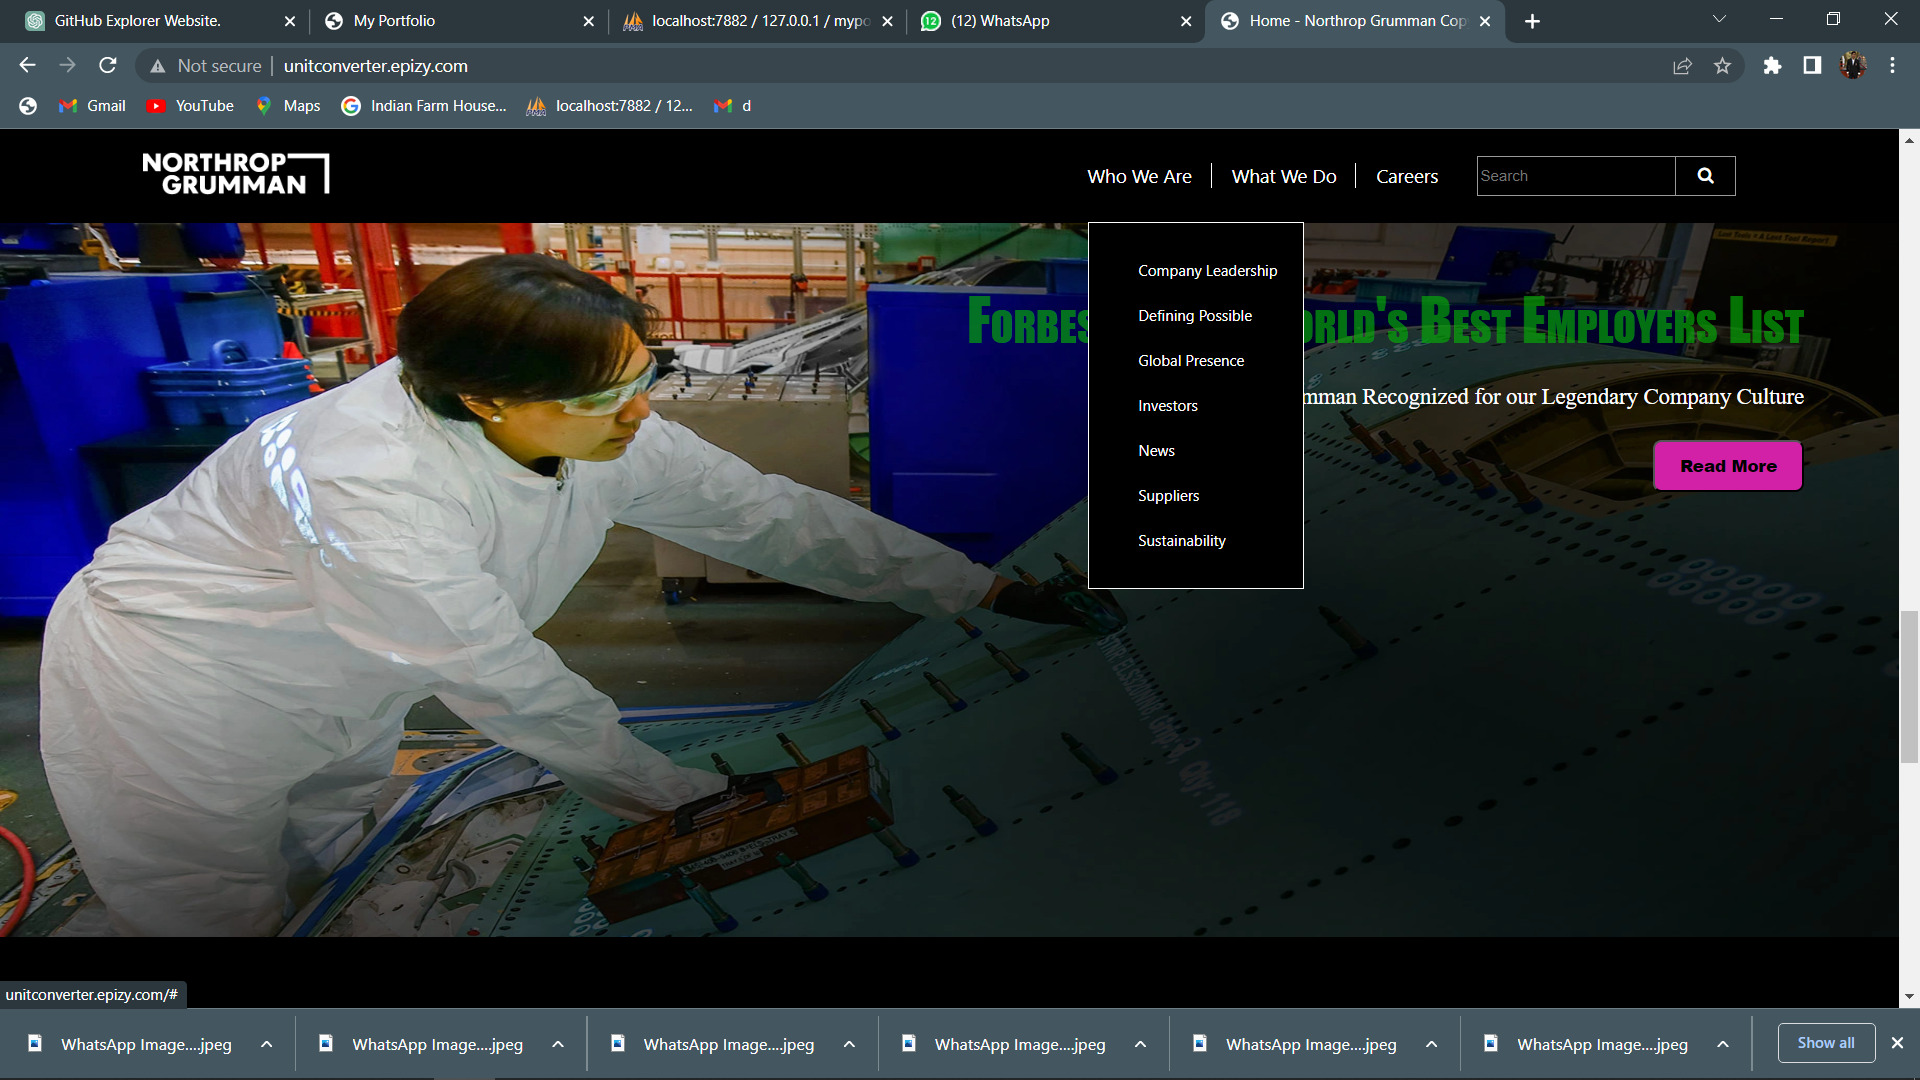 GitHub Explorer Website.
My Portfolio
localhost:7882 / 127.0.0.1 / mypo
(12) WhatsApp
Home - Northrop Grumman Cop
Not secure
unitconverter.epizy.com
Gmail
YouTube
Maps
Indian Farm House...
localhost:7882 / 12...
d
NORTHROP
GRUMMAN
Who We Are
What We Do
Careers
Search
Company Leadership
Defining Possible
Global Presence
Investors
News
Suppliers
Sustainability
Forbes
orld's Best Employers List
mman Recognized for our Legendary Company Culture
Read More
unitconverter.epizy.com/#
WhatsApp Image....jpeg
WhatsApp Image....jpeg
WhatsApp Image....jpeg
WhatsApp Image....jpeg
WhatsApp Image....jpeg
WhatsApp Image....jpeg
Show all